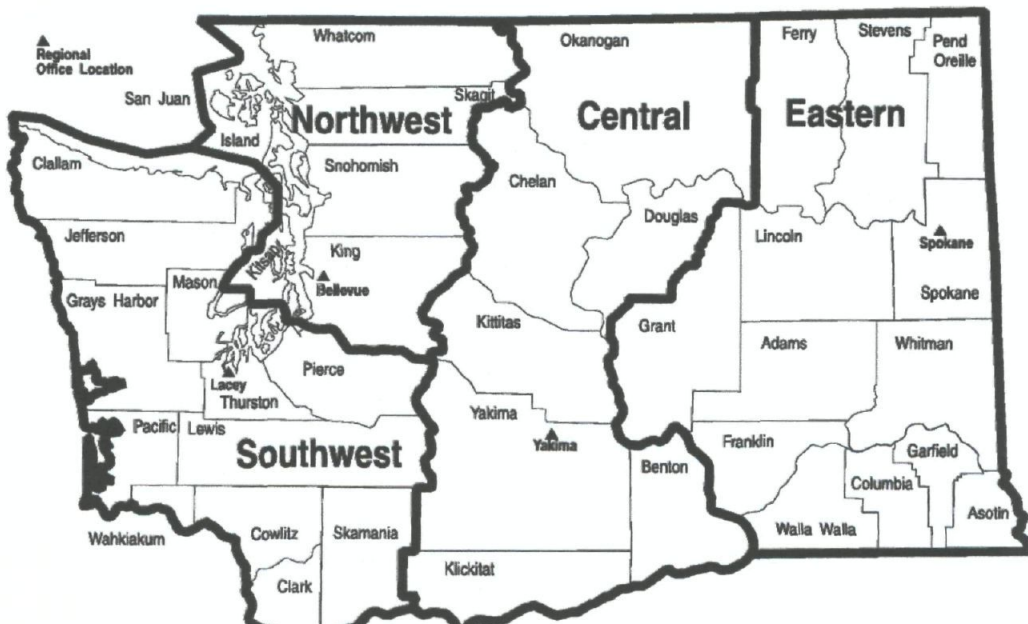 Whatcom
Okanogan
Ferry
Stevens
Pend
Oreille
Regional
Office Location
San Juan
Skagit
Northwest
Central
Eastern
Island
Clallam
Snohomish
Chelan
Douglas
Jefferson
Lincoln
King
Spokane
Kitsap
Mason
Bellevue
Grays Harbor
Spokane
Kittitas
Grant
Adams
Whitman
Pierce
Lacey
Thurston
Yakima
Pacific
Lewis
Yakima
Franklin
Southwest
Benton
Garfield
Columbia
Asotin
Wahkiakum
Cowlitz
Skamania
Walla Walla
Klickitat
Clark